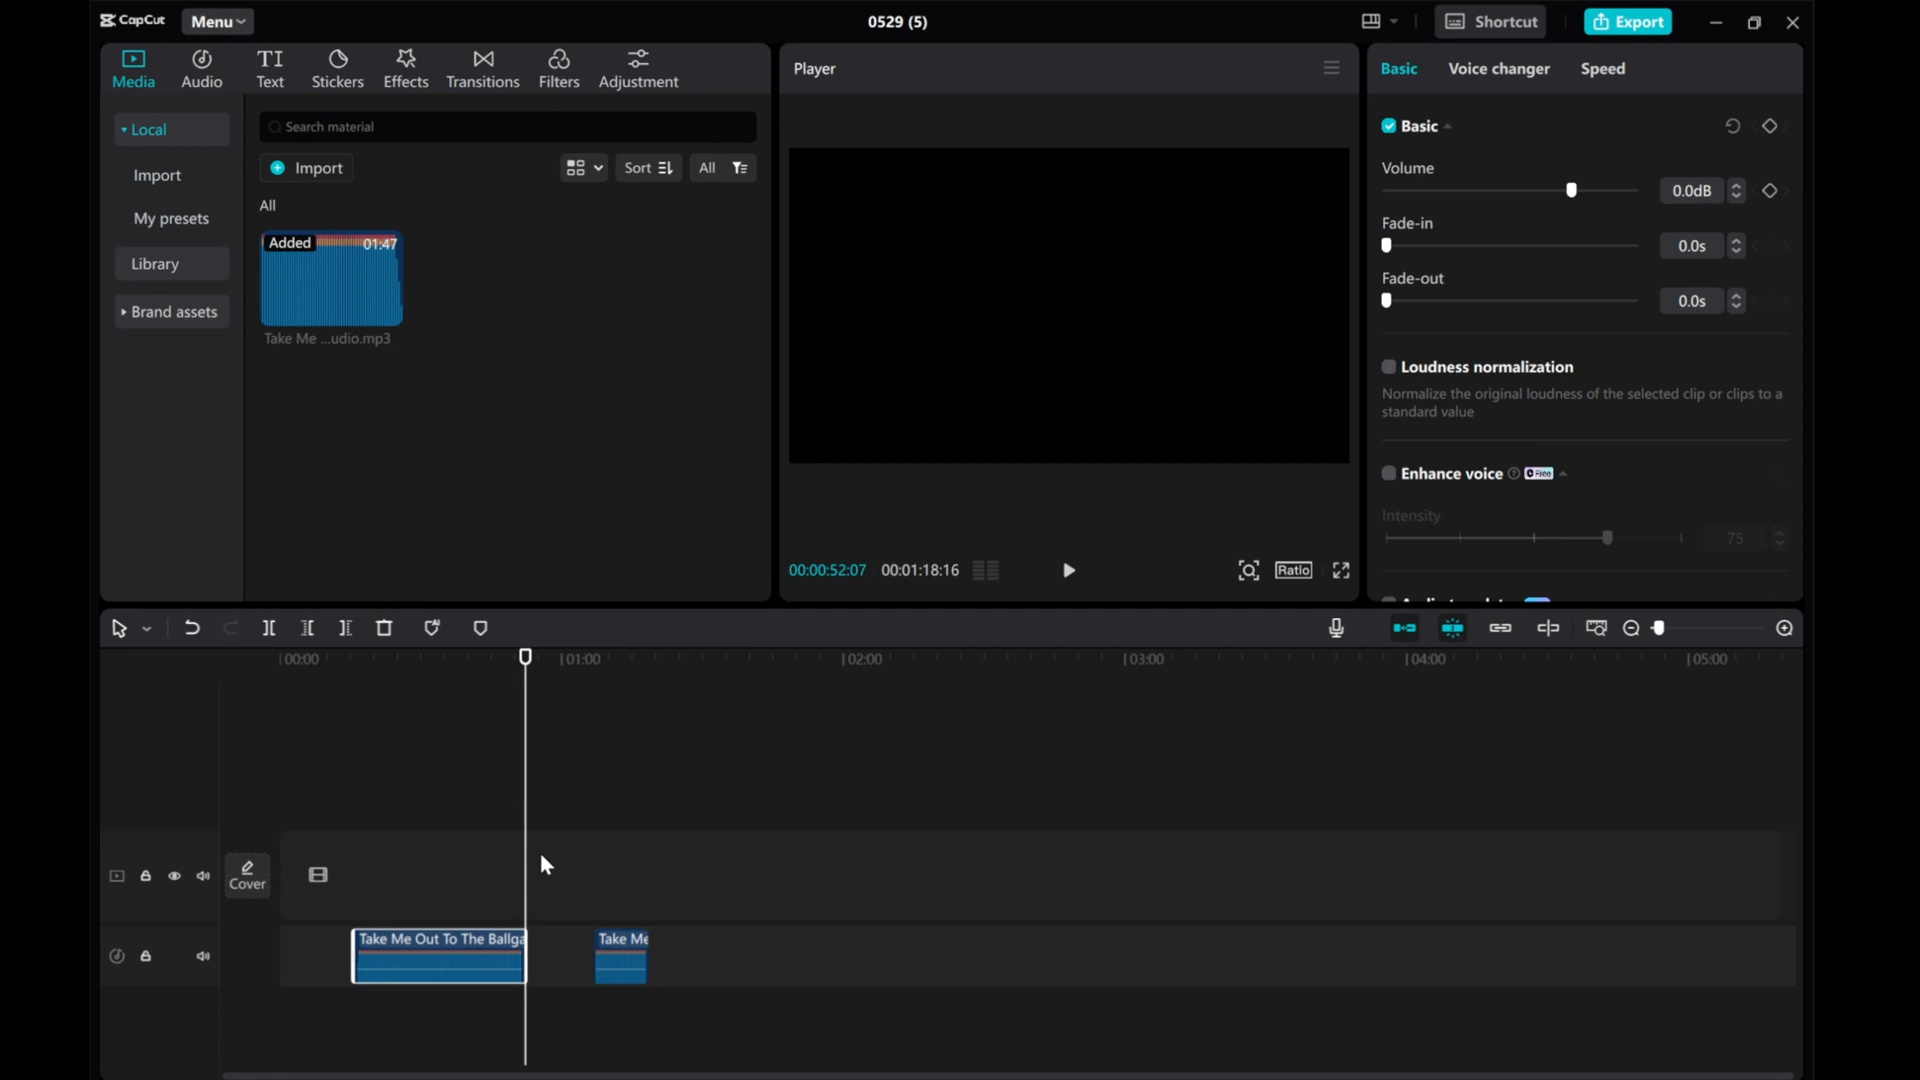 CapCut
Menu
0529 (5)
Shortcut
Export
Media
Audio
Text
Stickers
Effects
Transitions
Filters
Adjustment
Local
Import
My presets
Library
Brand assets
Search material
Import
Sort
All
All
Added
01:47
Take Me ...udio.mp3
Player
00:00:52:07
00:01:18:16
Ratio
Basic
Voice changer
Speed
Basic
Volume
0.0dB
Fade-in
0.0s
Fade-out
0.0s
Loudness normalization
Normalize the original loudness of the selected clip or clips to a
standard value
Enhance voice
Free
Intensity
75
00:00
01:00
02:00
03:00
04:00
05:00
Cover
Take Me Out To The Ballga
Take Me